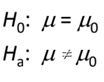 H₀: μ = μ₀
Hₐ: μ ≠ μ₀